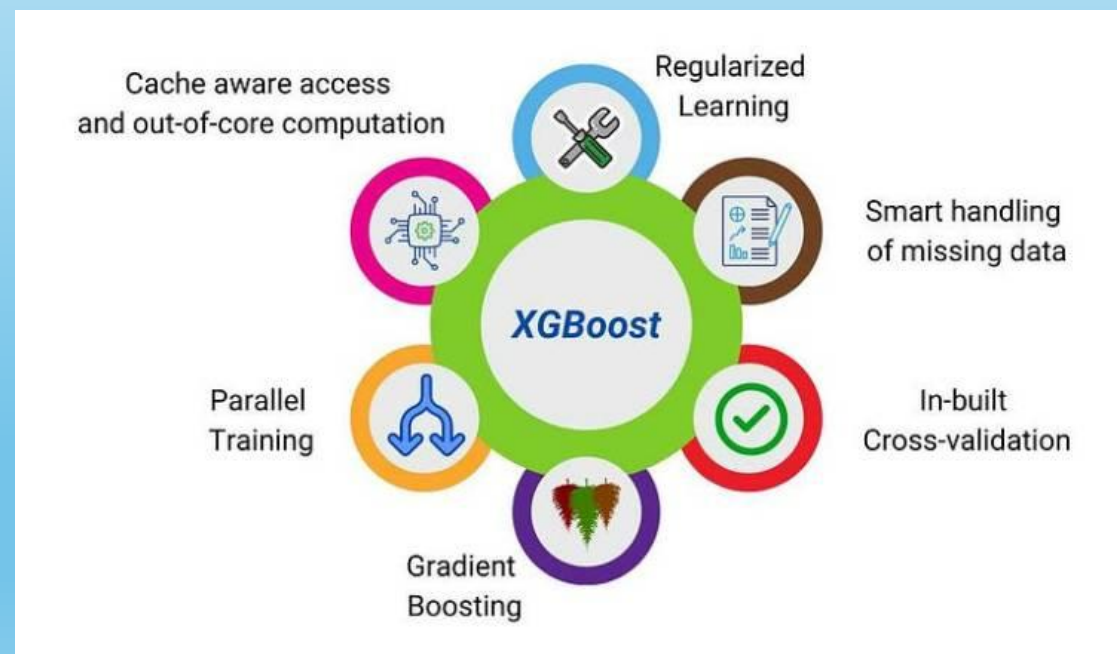 Cache aware access
and out-of-core computation
Regularized
Learning
Smart handling
of missing data
XGBoost
Parallel
Training
In-built
Cross-validation
Gradient
Boosting